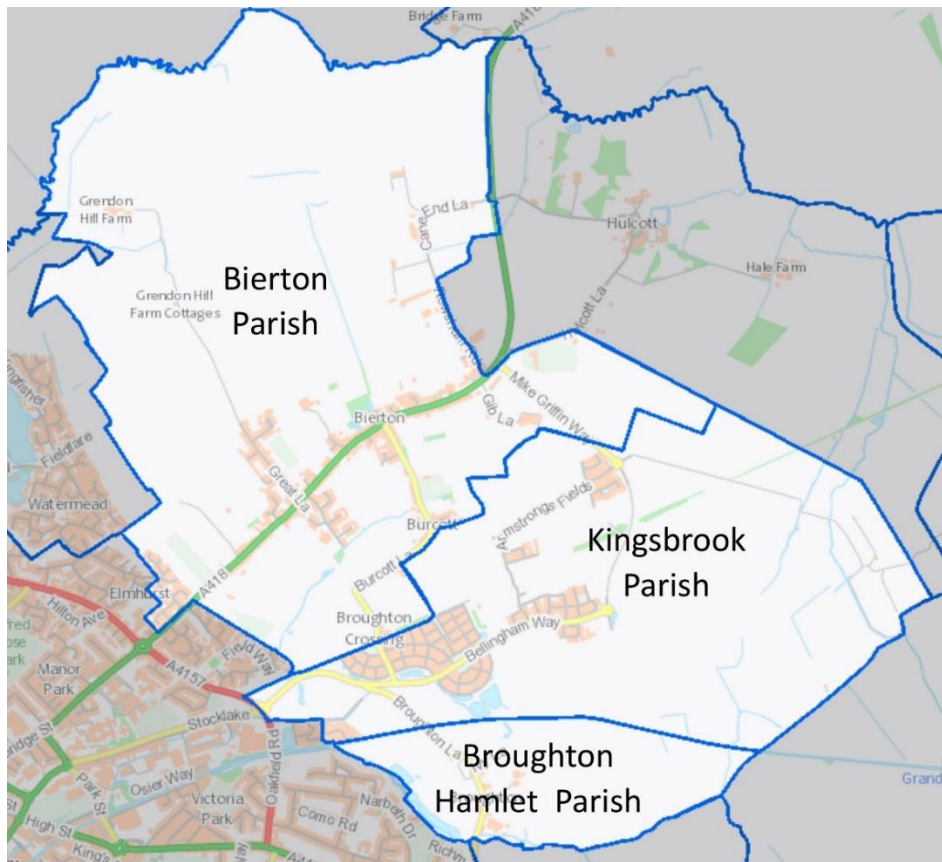 Bridge Farm
A418
Grendon
Hill Farm
End La
Cane
Hulcott
Hale Farm
Bierton
Parish
Grendon Hill
Farm Cottages
Mike Griffin Way
Gib La
Bierton
Fieldfare
Watermead
Great La
Burcott
Armstrongs Fields
Kingsbrook
Parish
Burcott La
A418
Elmhurst
Hilton Ave
Broughton
Crossing
Bellingham Way
Field Way
Manor
Park
A4157
Stocklake
Broughton La
Oakfield Rd
Broughton
Hamlet Parish
Osier Way
Park St
Victoria
Park
Como Rd
Narbeth Dr
High St